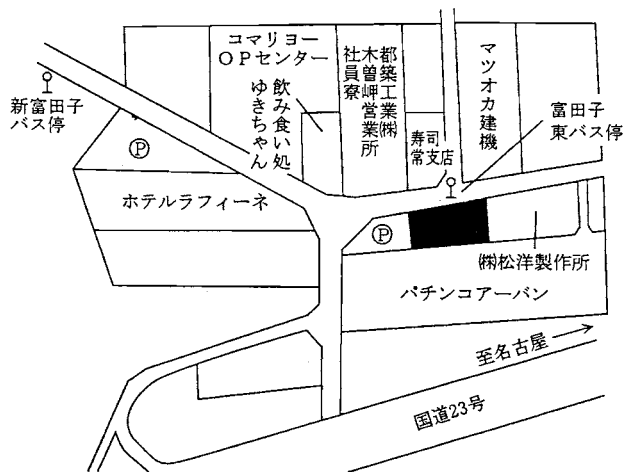 コマリヨー
OPセンター
飲み食い処
ゆきちゃん
都築工業㈱
木曽岬営業所
社員寮
マツオカ建機
寿司
常支店
富田子
東バス停
新富田子
バス停
Ⓟ
ホテルラフィーネ
Ⓟ
㈱松洋製作所
パチンコアーバン
至名古屋
国道23号